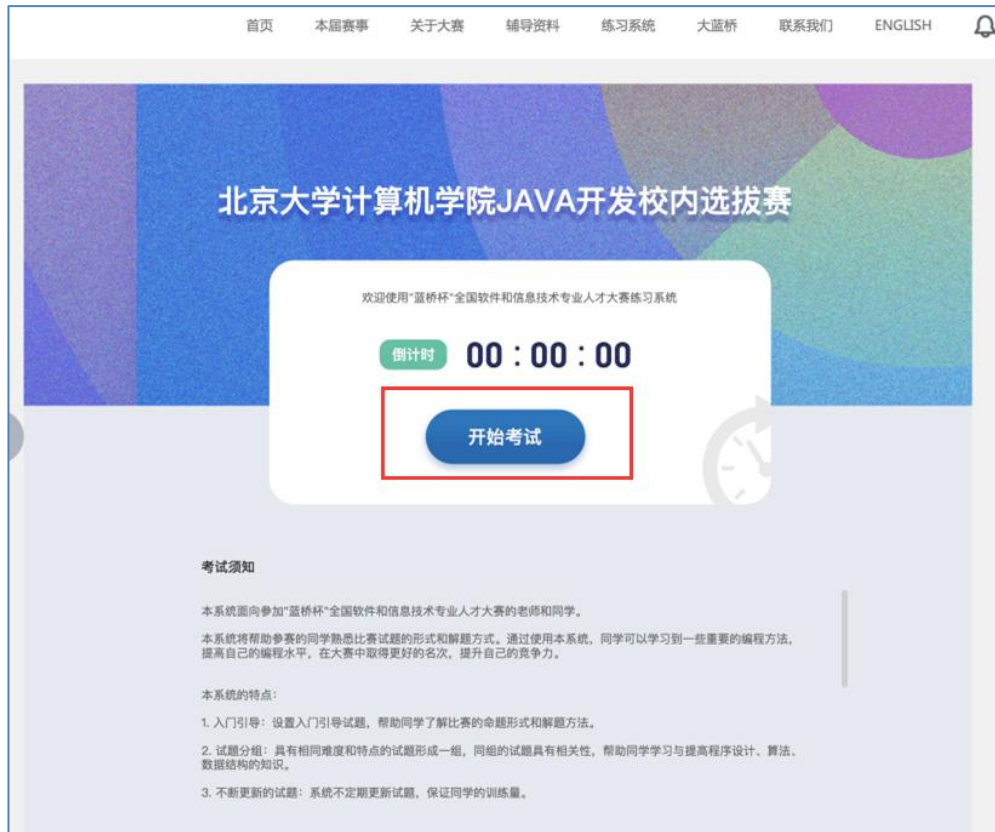 首页 本届赛事 关于大赛 辅导资料 练习系统 大蓝桥 联系我们 ENGLISH
北京大学计算机学院JAVA开发校内选拔赛
欢迎使用"蓝桥杯"全国软件和信息技术专业人才大赛练习系统
倒计时 00 : 00 : 00
开始考试
考试须知
本系统面向参加"蓝桥杯"全国软件和信息技术专业人才大赛的老师和同学。
本系统将帮助参赛的同学熟悉比赛试题的形式和解题方式。通过使用本系统，同学可以学习到一些重要的编程方法，
提高自己的编程水平，在大赛中取得更好的名次，提升自己的竞争力。
本系统的特点：
1. 入门引导：设置入门引导试题，帮助同学了解比赛的命题形式和解题方法。
2. 试题分组：具有相同难度和特点的试题形成一组，同组的试题具有相关性，帮助同学学习与提高程序设计、算法、
数据结构的知识。
3. 不断更新的试题：系统不定期更新试题，保证同学的训练量。